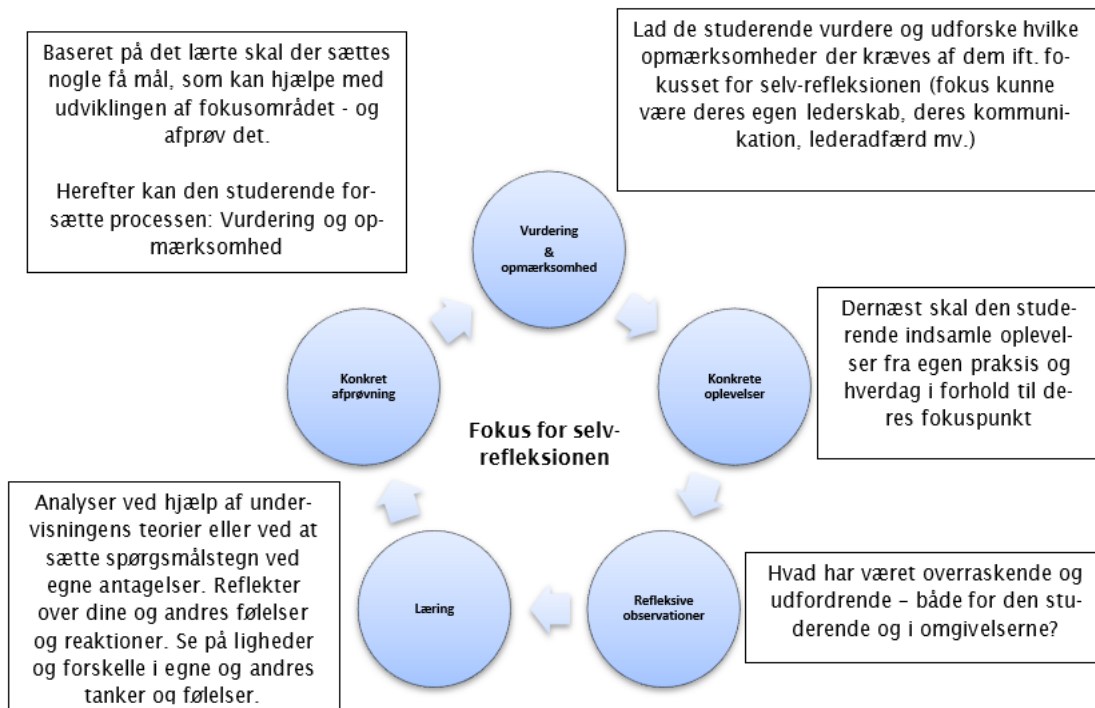 Baseret på det lærte skal der sættes
nogle få mål, som kan hjælpe med
udviklingen af fokusområdet - og
afprøv det.
Herefter kan den studerende for-
sætte processen: Vurdering og op-
mærksomhed
Lad de studerende vurdere og udforske hvilke
opmærksomheder der kræves af dem ift. fo-
kusset for selv-refleksionen (fokus kunne
være deres egen lederskab, deres kommuni-
kation, lederadfærd mv.)
Vurdering
&
opmærksomhed
Konkrete
oplevelser
Dernæst skal den stude-
rende indsamle oplevel-
ser fra egen praksis og
hverdag i forhold til de-
res fokuspunkt
Konkret
afprøvning
Fokus for selv-
refleksionen
Analyser ved hjælp af under-
visningens teorier eller ved at
sætte spørgsmålstegn ved
egne antagelser. Reflekter
over dine og andres følelser
og reaktioner. Se på ligheder
og forskelle i egne og andres
tanker og følelser.
Læring
Refleksive
observationer
Hvad har været overraskende og
udfordrende – både for den stu-
derende og i omgivelserne?